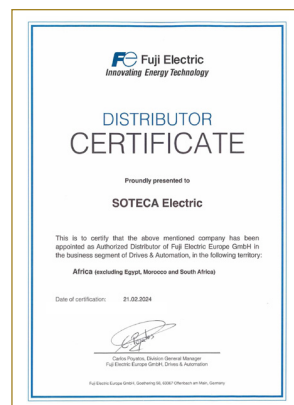 Fe Fuji Electric
Innovating Energy Technology
DISTRIBUTOR
CERTIFICATE
Proundly presented to
SOTECA Electric
This is to certify that the above mentioned company has been
appointed as Authorized Distributor of Fuji Electric Europe GmbH in
the business segment of Drives & Automation, in the following territory:
Africa (excluding Egypt, Morocco and South Africa)
Date of certification: 21.02.2024
Carlos Poyatos, Division General Manager
Fuji Electric Europe GmbH, Drives & Automation
Fuji Electric Europe GmbH, Goethering 58, 63067 Offenbach am Main, Germany